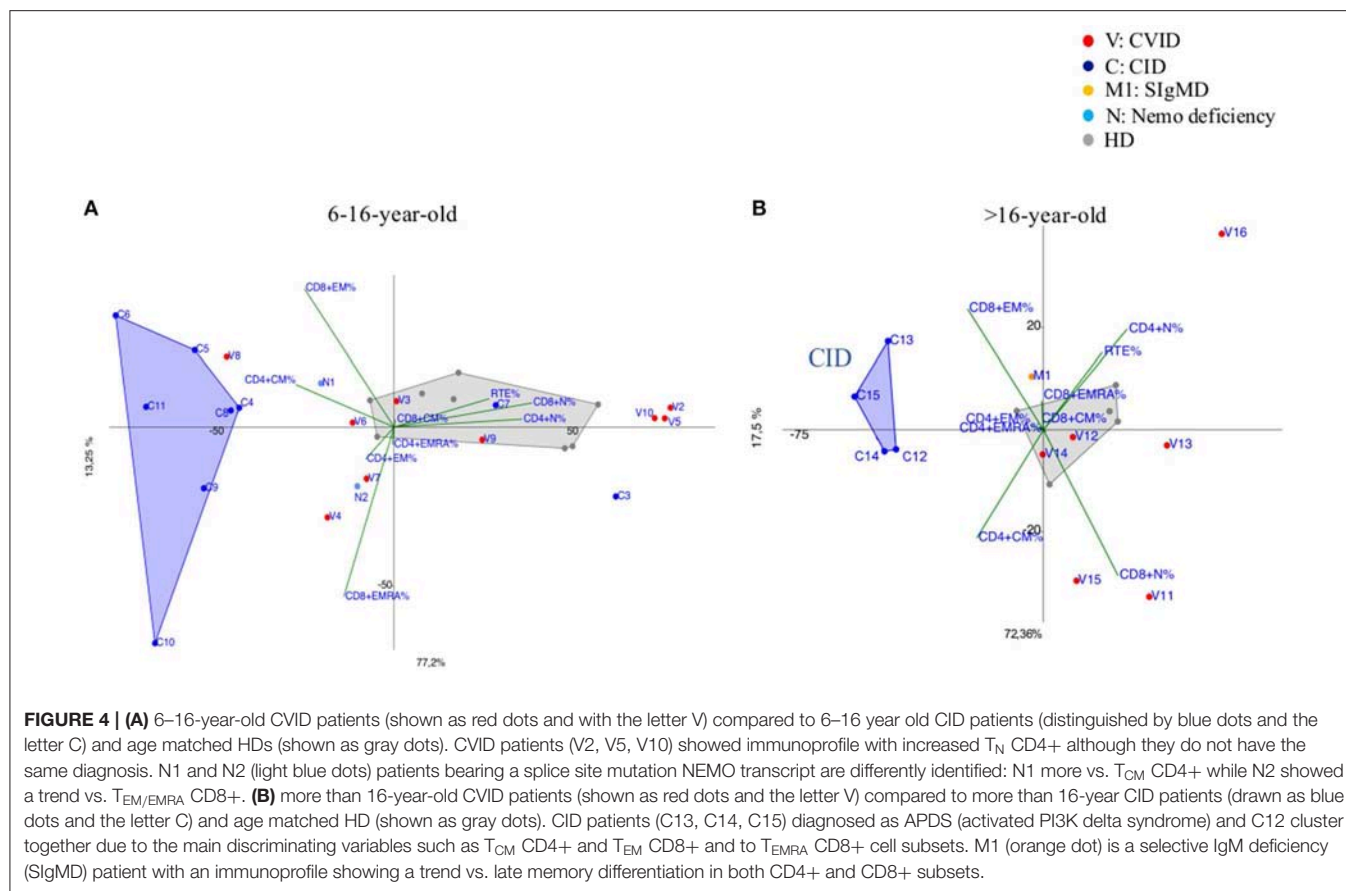 V: CVID
C: CID
M1: SIgMD
N: Nemo deficiency
HD
A
6-16-year-old
CD8+EM%
C6
C5
V8
N1
CD4+CM%
C11
C8
C4
-50
V6
V3
CD8+CM%
RTE%
C7
CD8+N%
CD4+N%
50
V10
V2
V5
V9
CD4+EMRA%
CD4+EM%
V7
N2
C9
V4
C3
-50
CD8+EMRA%
C10
13,25 %
77,2%
B
>16-year-old
V16
CD8+EM%
20
CD4+N%
RTE%
CID
C13
M1
C15
CD8+EMRA%
CD4+EM%
CD8+CM%
CD4+EMRA%
-75
V12
V13
C14
C12
V14
17,5 %
-20
CD4+CM%
CD8+N%
V15
V11
72,36%
FIGURE 4 | (A) 6–16-year-old CVID patients (shown as red dots and with the letter V) compared to 6–16 year old CID patients (distinguished by blue dots and the
letter C) and age matched HDs (shown as gray dots). CVID patients (V2, V5, V10) showed immunoprofile with increased TN CD4+ although they do not have the
same diagnosis. N1 and N2 (light blue dots) patients bearing a splice site mutation NEMO transcript are differently identified: N1 more vs. TCM CD4+ while N2 showed
a trend vs. TEM/EMRA CD8+. (B) more than 16-year-old CVID patients (shown as red dots and the letter V) compared to more than 16-year CID patients (drawn as blue
dots and the letter C) and age matched HD (shown as gray dots). CID patients (C13, C14, C15) diagnosed as APDS (activated PI3K delta syndrome) and C12 cluster
together due to the main discriminating variables such as TCM CD4+ and TEM CD8+ and to TEMRA CD8+ cell subsets. M1 (orange dot) is a selective IgM deficiency
(SIgMD) patient with an immunoprofile showing a trend vs. late memory differentiation in both CD4+ and CD8+ subsets.